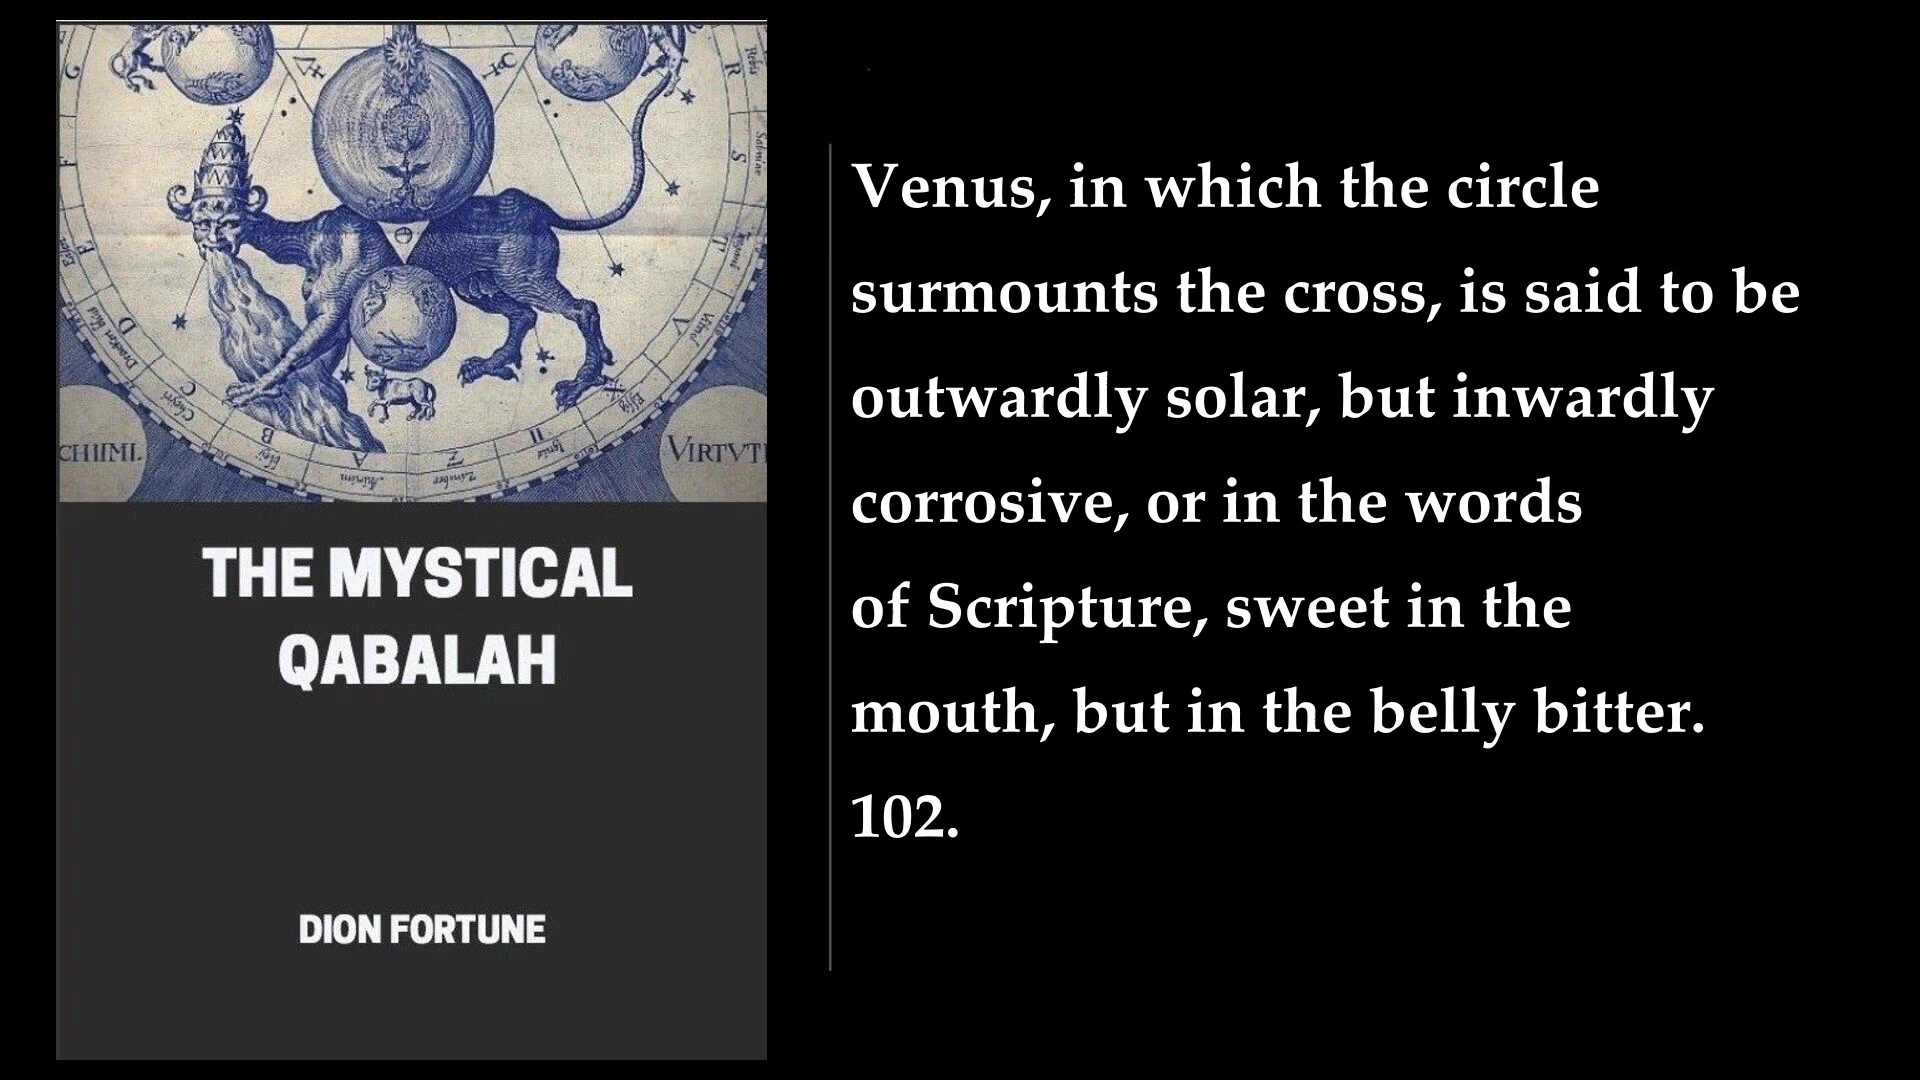 G
R
F
S
E
T
D
V
C
B
A
Z
CHIIMI.
VIRTVTI
THE MYSTICAL
QABALAH
DION FORTUNE
Venus, in which the circle
surmounts the cross, is said to be
outwardly solar, but inwardly
corrosive, or in the words
of Scripture, sweet in the
mouth, but in the belly bitter.
102.